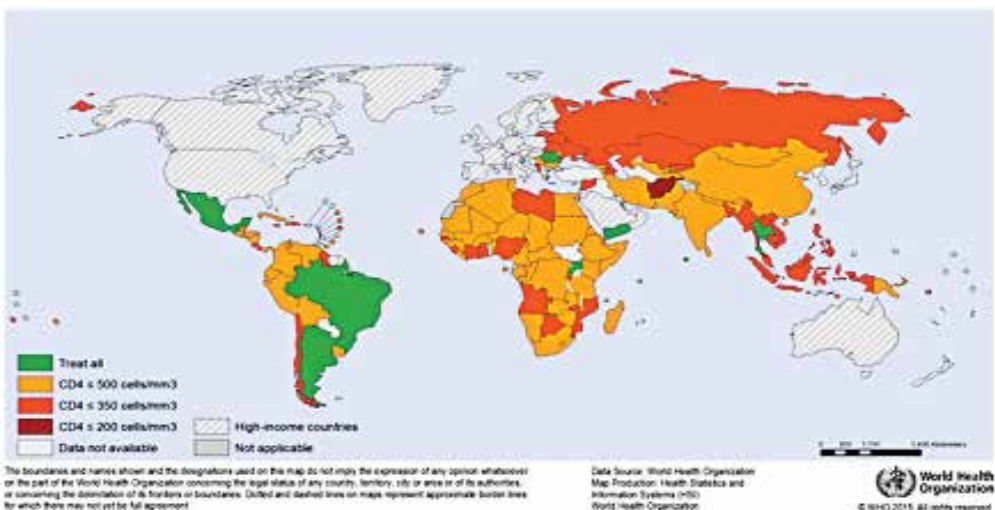 Treat all
CD4 ≤ 500 cells/mm3
CD4 ≤ 350 cells/mm3
CD4 ≤ 200 cells/mm3
Data not available
High-income countries
Not applicable
The boundaries and names shown and the designations used on this map do not imply the expression of any opinion whatsoever
on the part of the World Health Organization concerning the legal status of any country, territory, city or area or of its authorities,
or concerning the delimitation of its frontiers or boundaries. Dotted and dashed lines on maps represent approximate border lines
for which there may not yet be full agreement.
Data Source: World Health Organization
Map Production: Health Statistics and
Information Systems (HSI)
World Health Organization
World Health
Organization
© WHO 2015. All rights reserved